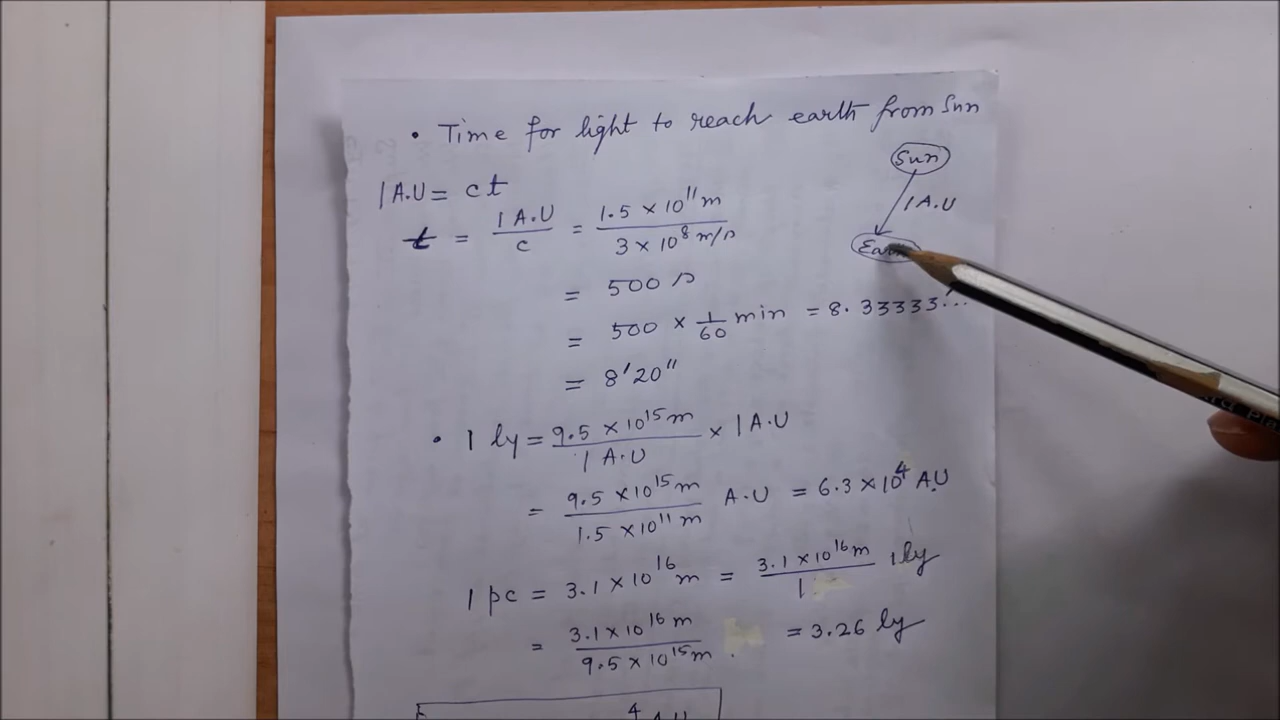 • Time for light to reach earth from Sun
Sun
1 A.U = ct
1 A.U
t = 1 A.U / c = 1.5 × 10¹¹ m / 3 × 10⁸ m/s
Earth
= 500 s
= 500 × 1/60 min = 8.33333...
= 8'20"
• 1 ly = 9.5 × 10¹⁵ m / 1 A.U × 1 A.U
= 9.5 × 10¹⁵ m / 1.5 × 10¹¹ m A.U = 6.3 × 10⁴ A.U
1 pc = 3.1 × 10¹⁶ m = 3.1 × 10¹⁶ m / 1 1 ly
= 3.1 × 10¹⁶ m / 9.5 × 10¹⁵ m = 3.26 ly